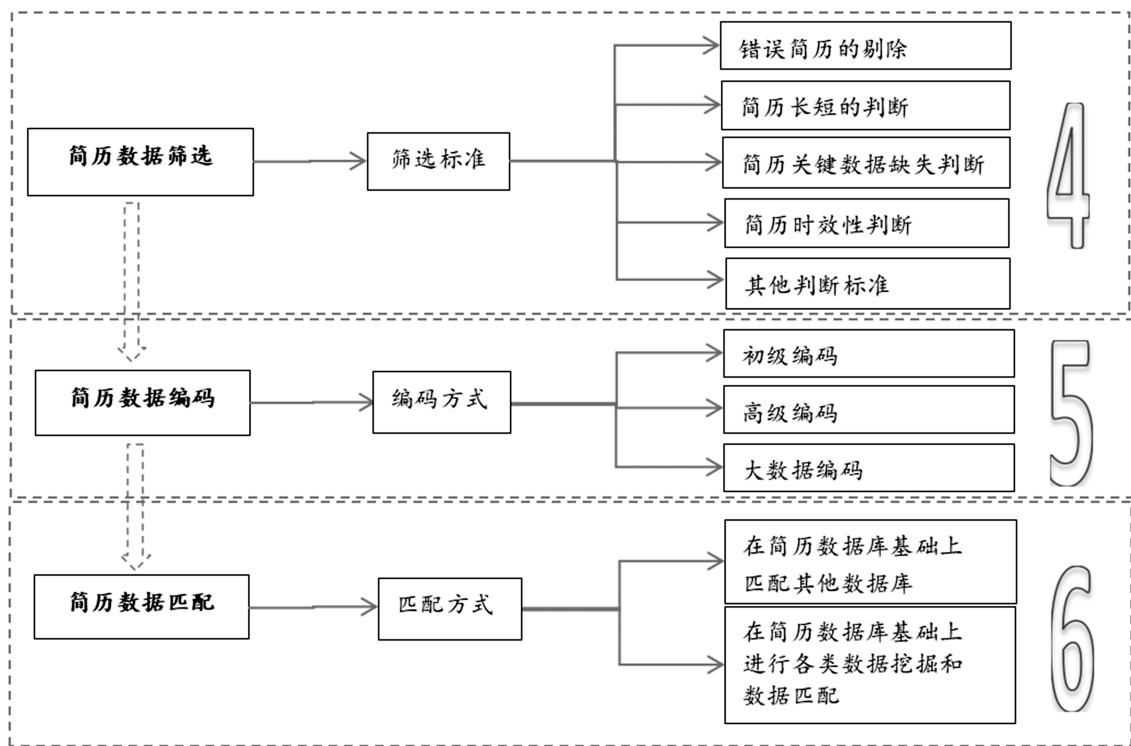 简历数据筛选
筛选标准
错误简历的剔除
简历长短的判断
简历关键数据缺失判断
简历时效性判断
其他判断标准
4
简历数据编码
编码方式
初级编码
高级编码
大数据编码
5
简历数据匹配
匹配方式
在简历数据库基础上
匹配其他数据库
在简历数据库基础上
进行各类数据挖掘和
数据匹配
6